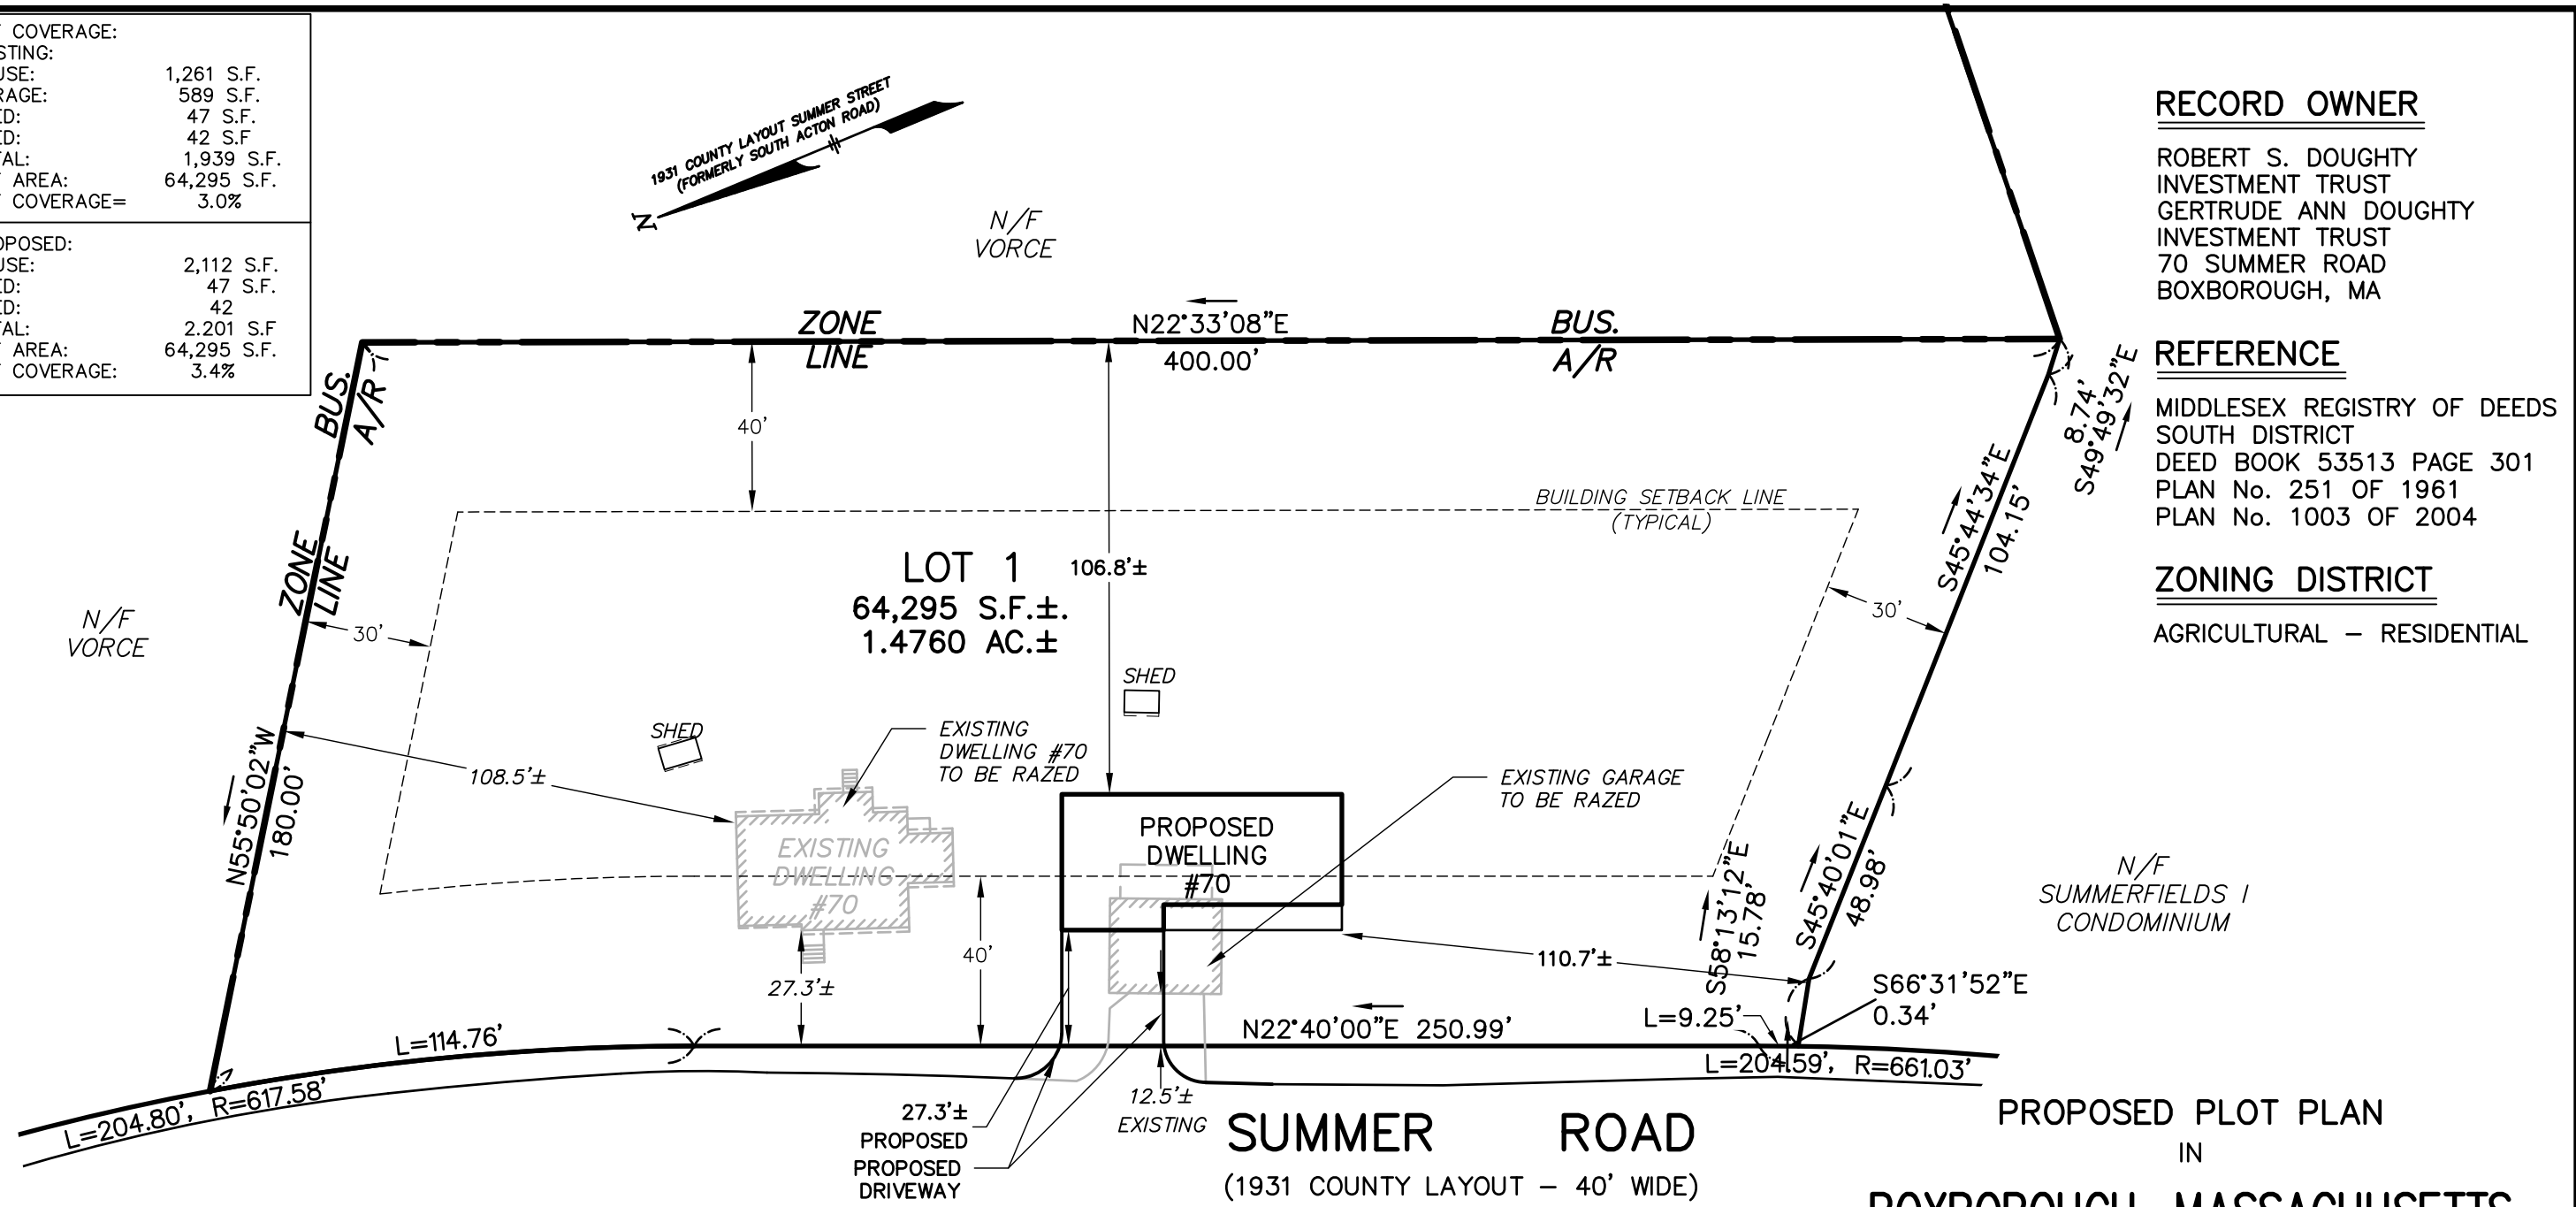 COVERAGE:
1,261 S.F.
589 S.F.
47 S.F.
42 S.F
1,939 S.F.
AREA: 64,295 S.F.
COVERAGE= 3.0%
2,112 S.F.
47 S.F.
42
2.201 S.F
AREA: 64,295 S.F.
COVERAGE: 3.4%
1931 COUNTY LAYOUT SUMMER STREET
(FORMERLY SOUTH ACTON ROAD)
N
N/F
VORCE
RECORD OWNER
ROBERT S. DOUGHTY
INVESTMENT TRUST
GERTRUDE ANN DOUGHTY
INVESTMENT TRUST
70 SUMMER ROAD
BOXBOROUGH, MA
REFERENCE
MIDDLESEX REGISTRY OF DEEDS
SOUTH DISTRICT
DEED BOOK 53513 PAGE 301
PLAN No. 251 OF 1961
PLAN No. 1003 OF 2004
ZONING DISTRICT
AGRICULTURAL – RESIDENTIAL
ZONE
LINE
N22°33'08"E
400.00'
BUS.
A/R
BUS.
A/R
ZONE
LINE
40'
8.74'
S49°49'32"E
BUILDING SETBACK LINE
(TYPICAL)
S45°44'34"E
104.15'
LOT 1
64,295 S.F.±.
1.4760 AC.±
106.8'±
N/F
VORCE
30'
30'
SHED
SHED
EXISTING
DWELLING #70
TO BE RAZED
EXISTING GARAGE
TO BE RAZED
108.5'±
N55°50'02"W
180.00'
EXISTING
DWELLING
#70
PROPOSED
DWELLING
#70
S58°13'12"E
15.78'
S45°40'01"E
48.98'
N/F
SUMMERFIELDS I
CONDOMINIUM
40'
27.3'±
110.7'±
S66°31'52"E
0.34'
L=114.76'
N22°40'00"E 250.99'
L=9.25'
L=204.59', R=661.03'
L=204.80', R=617.58'
27.3'±
PROPOSED
PROPOSED
DRIVEWAY
12.5'±
EXISTING
SUMMER ROAD
(1931 COUNTY LAYOUT – 40' WIDE)
PROPOSED PLOT PLAN
IN
BOXBOROUGH, MASSACHUSETTS